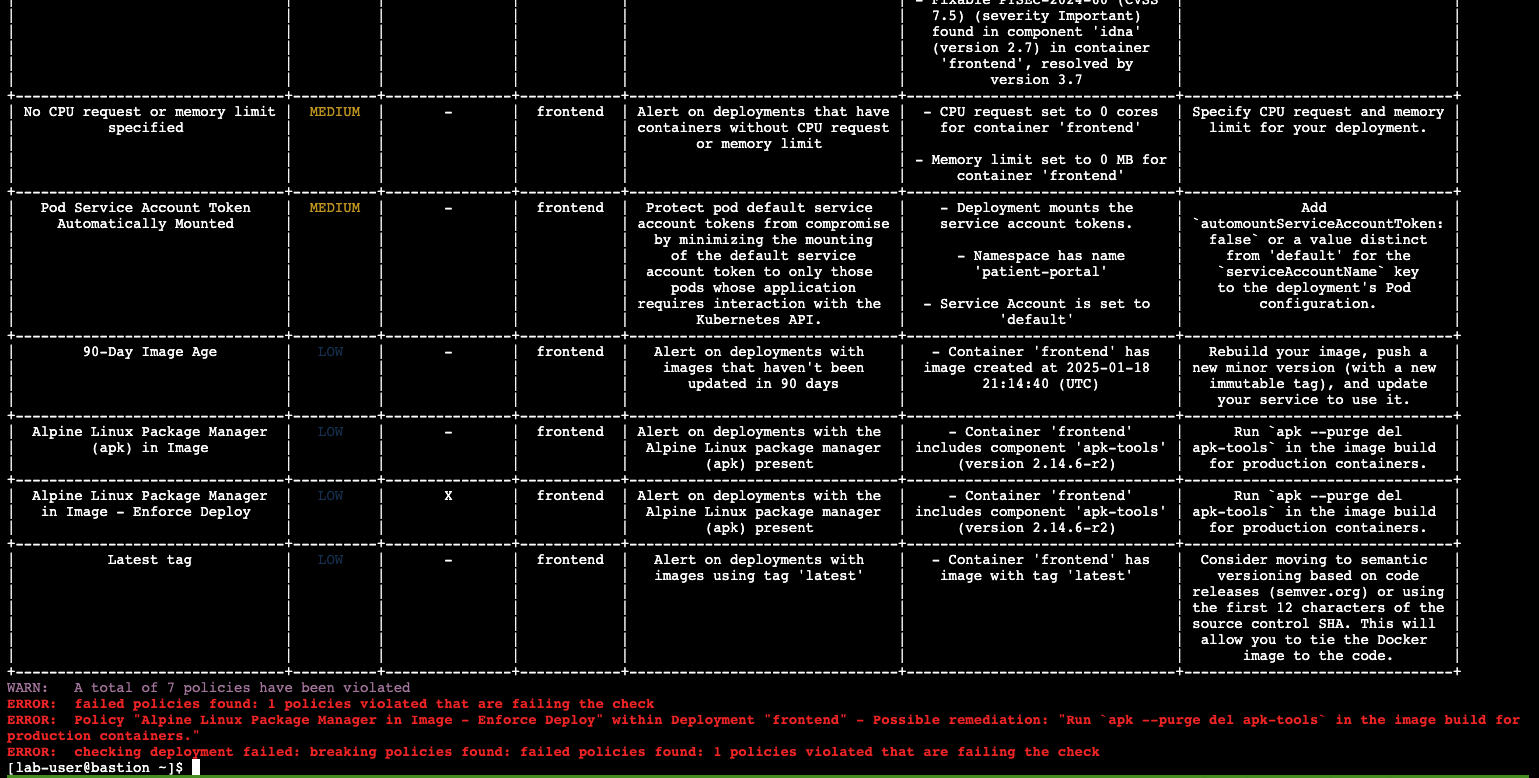 - Fixable PYSEC-2024-60 (CVSS
7.5) (severity Important)
found in component 'idna'
(version 2.7) in container
'frontend', resolved by
version 3.7
No CPU request or memory limit
specified
MEDIUM
-
frontend
Alert on deployments that have
containers without CPU request
or memory limit
- CPU request set to 0 cores
for container 'frontend'
- Memory limit set to 0 MB for
container 'frontend'
Specify CPU request and memory
limit for your deployment.
Pod Service Account Token
Automatically Mounted
MEDIUM
-
frontend
Protect pod default service
account tokens from compromise
by minimizing the mounting
of the default service
account token to only those
pods whose application
requires interaction with the
Kubernetes API.
- Deployment mounts the
service account tokens.
- Namespace has name
'patient-portal'
- Service Account is set to
'default'
Add
`automountServiceAccountToken:
false` or a value distinct
from 'default' for the
`serviceAccountName` key
to the deployment's Pod
configuration.
90-Day Image Age
LOW
-
frontend
Alert on deployments with
images that haven't been
updated in 90 days
- Container 'frontend' has
image created at 2025-01-18
21:14:40 (UTC)
Rebuild your image, push a
new minor version (with a new
immutable tag), and update
your service to use it.
Alpine Linux Package Manager
(apk) in Image
LOW
-
frontend
Alert on deployments with the
Alpine Linux package manager
(apk) present
- Container 'frontend'
includes component 'apk-tools'
(version 2.14.6-r2)
Run `apk --purge del
apk-tools` in the image build
for production containers.
Alpine Linux Package Manager
in Image - Enforce Deploy
LOW
X
frontend
Alert on deployments with the
Alpine Linux package manager
(apk) present
- Container 'frontend'
includes component 'apk-tools'
(version 2.14.6-r2)
Run `apk --purge del
apk-tools` in the image build
for production containers.
Latest tag
LOW
-
frontend
Alert on deployments with
images using tag 'latest'
- Container 'frontend' has
image with tag 'latest'
Consider moving to semantic
versioning based on code
releases (semver.org) or using
the first 12 characters of the
source control SHA. This will
allow you to tie the Docker
image to the code.
WARN:   A total of 7 policies have been violated
ERROR:  failed policies found: 1 policies violated that are failing the check
ERROR:  Policy "Alpine Linux Package Manager in Image - Enforce Deploy" within Deployment "frontend" - Possible remediation: "Run `apk --purge del apk-tools` in the image build for
production containers."
ERROR:  checking deployment failed: breaking policies found: failed policies found: 1 policies violated that are failing the check
[lab-user@bastion ~]$